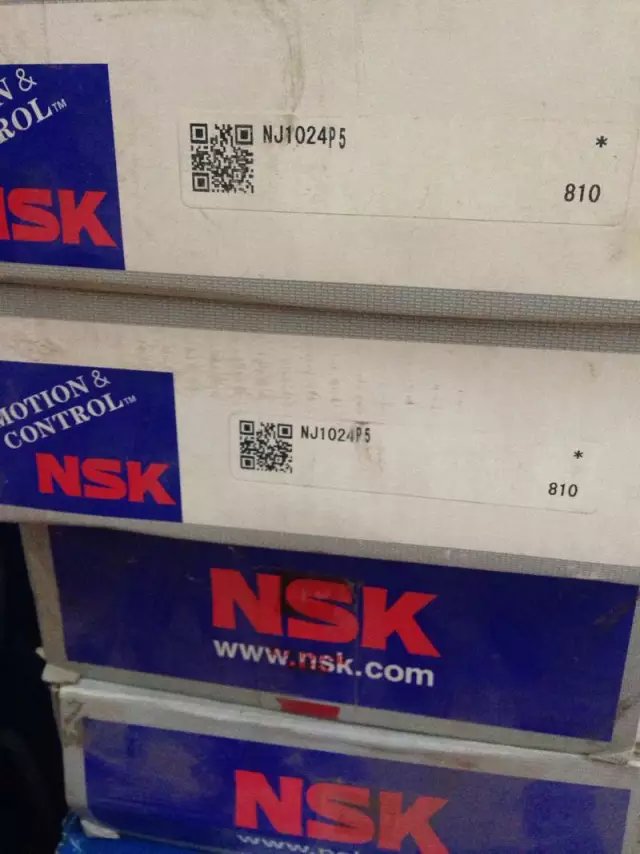 N &
ROL™
NSK
NJ1024P5
*
810
MOTION &
CONTROL™
NSK
NJ1024P5
*
810
NSK
www.nsk.com
NSK